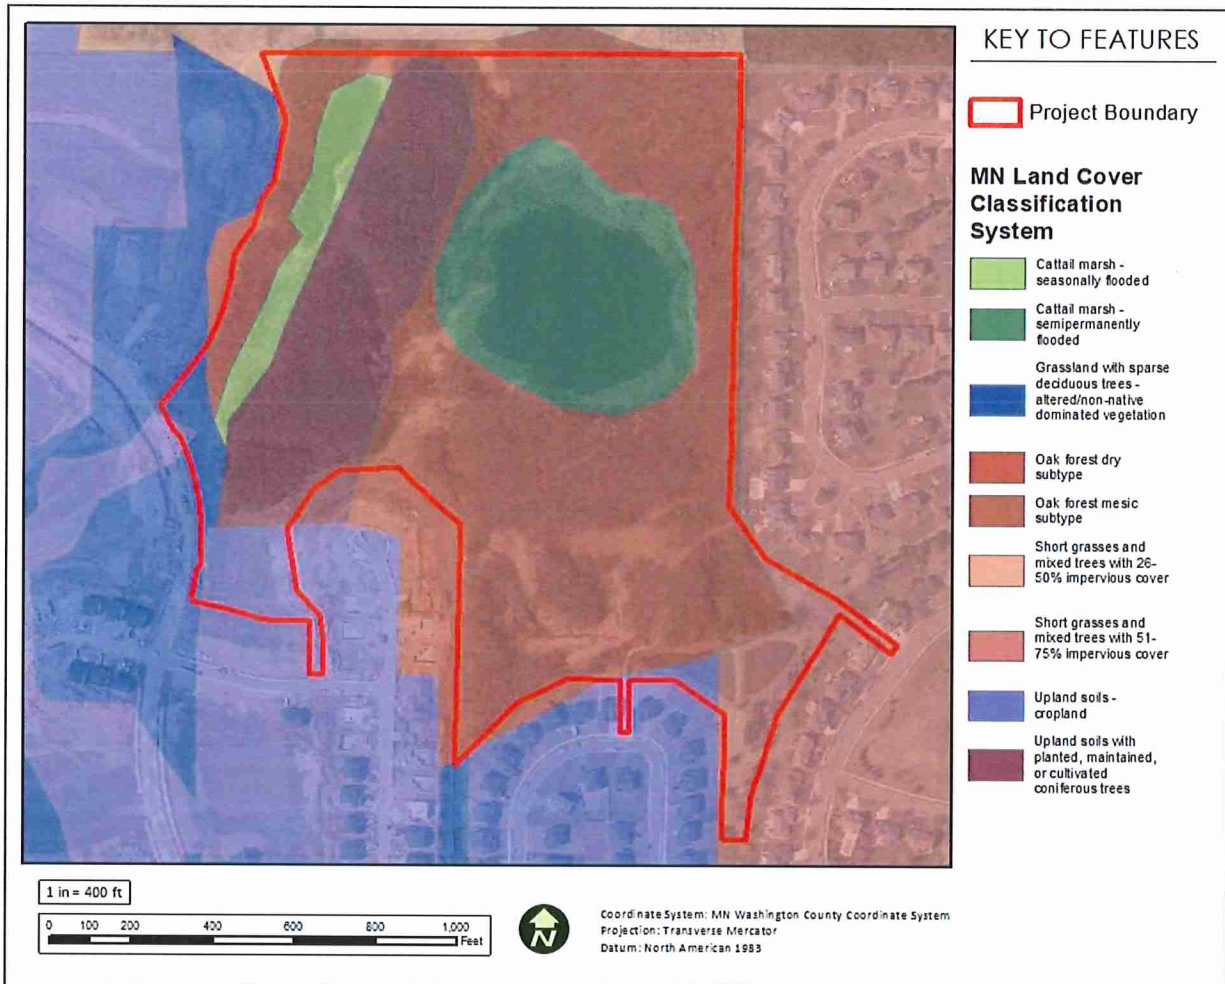 KEY TO FEATURES
Project Boundary
MN Land Cover
Classification
System
Cattail marsh -
seasonally flooded
Cattail marsh -
semipermanently
flooded
Grassland with sparse
deciduous trees -
altered/non-native
dominated vegetation
Oak forest dry
subtype
Oak forest mesic
subtype
Short grasses and
mixed trees with 26-
50% impervious cover
Short grasses and
mixed trees with 51-
75% impervious cover
Upland soils -
cropland
Upland soils with
planted, maintained,
or cultivated
coniferous trees
1 in = 400 ft
0 100 200 400 600 800 1,000
Feet
N
Coordinate System: MN Washington County Coordinate System
Projection: Transverse Mercator
Datum: North American 1983